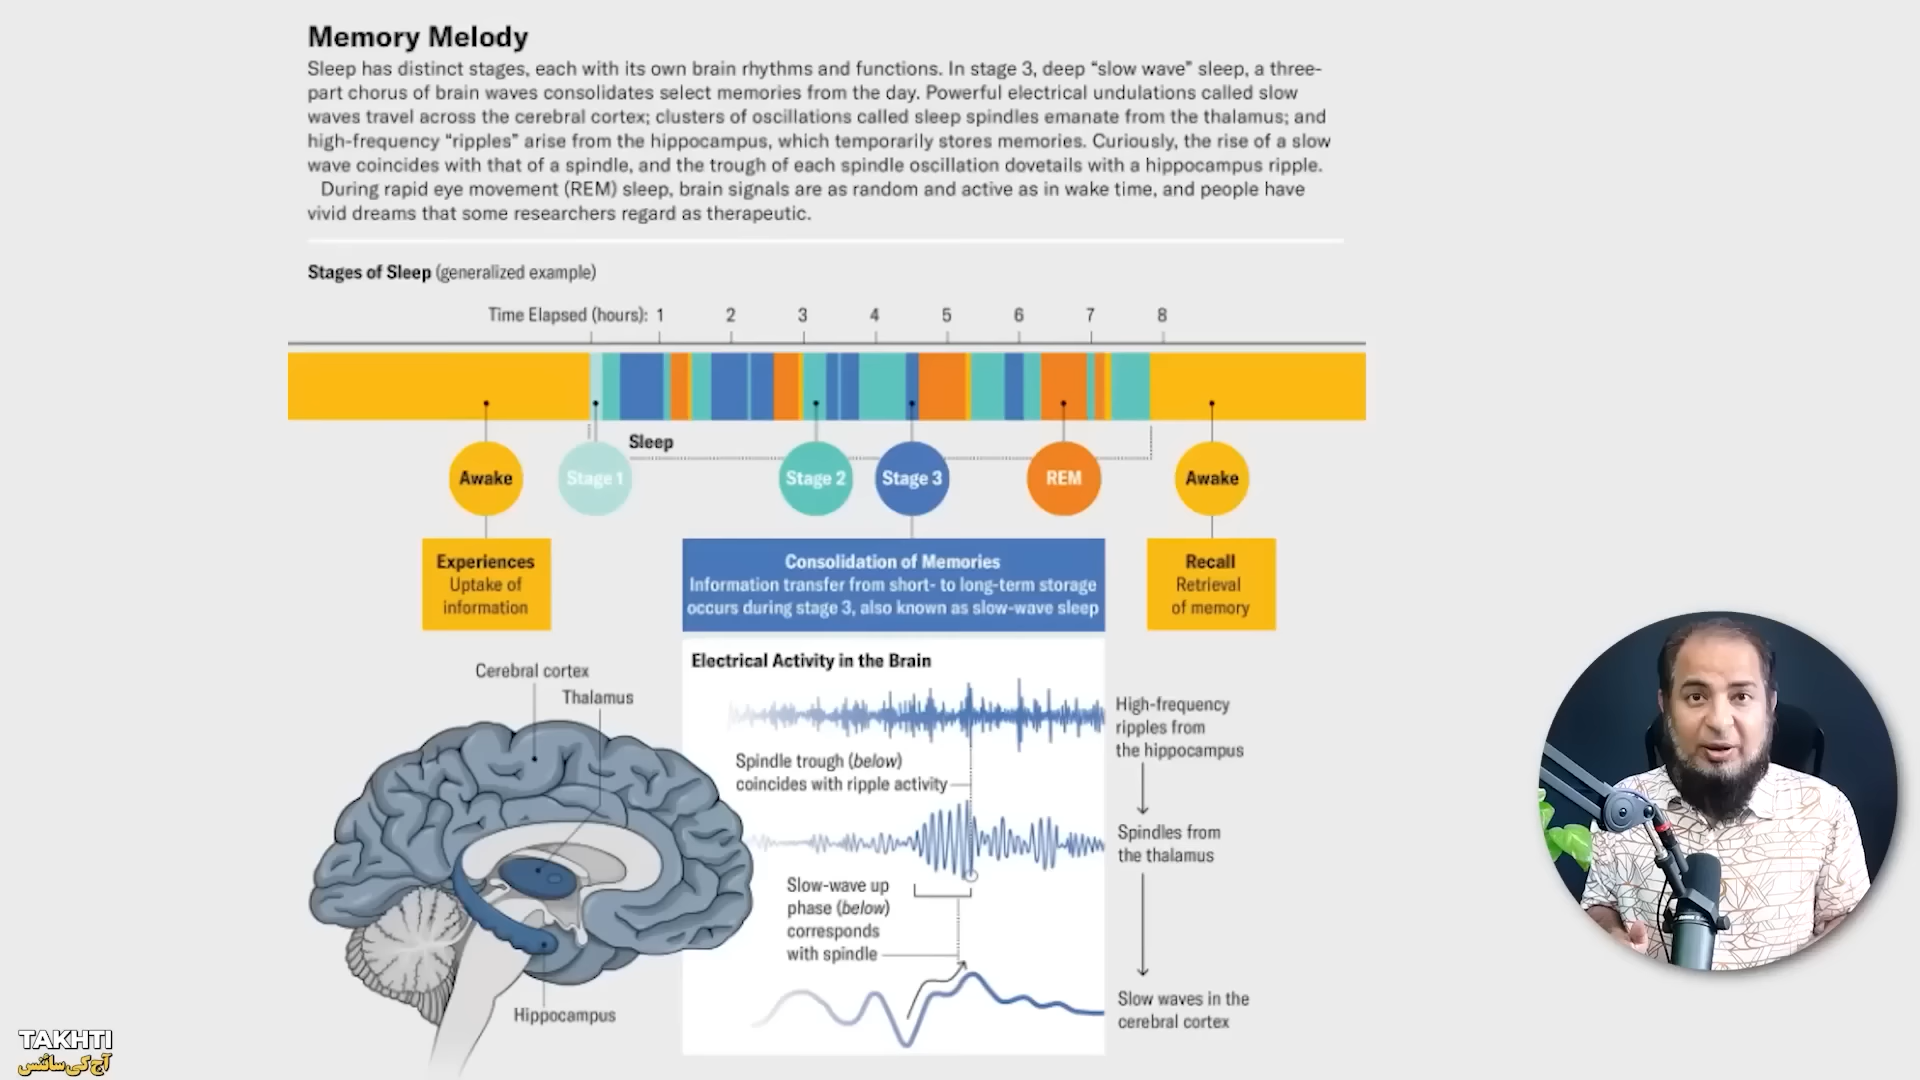 Memory Melody
Sleep has distinct stages, each with its own brain rhythms and functions. In stage 3, deep “slow wave” sleep, a three-
part chorus of brain waves consolidates select memories from the day. Powerful electrical undulations called slow
waves travel across the cerebral cortex; clusters of oscillations called sleep spindles emanate from the thalamus; and
high-frequency “ripples” arise from the hippocampus, which temporarily stores memories. Curiously, the rise of a slow
wave coincides with that of a spindle, and the trough of each spindle oscillation dovetails with a hippocampus ripple.
During rapid eye movement (REM) sleep, brain signals are as random and active as in wake time, and people have
vivid dreams that some researchers regard as therapeutic.
Stages of Sleep (generalized example)
Time Elapsed (hours): 1 2 3 4 5 6 7 8
Sleep
Awake Stage 1 Stage 2 Stage 3 REM Awake
Experiences
Uptake of
information
Consolidation of Memories
Information transfer from short- to long-term storage
occurs during stage 3, also known as slow-wave sleep
Recall
Retrieval
of memory
Cerebral cortex
Thalamus
Hippocampus
Electrical Activity in the Brain
High-frequency
ripples from
the hippocampus
Spindle trough (below)
coincides with ripple activity
Spindles from
the thalamus
Slow-wave up
phase (below)
corresponds
with spindle
Slow waves in the
cerebral cortex
TAKHTI
آج کی سائنس